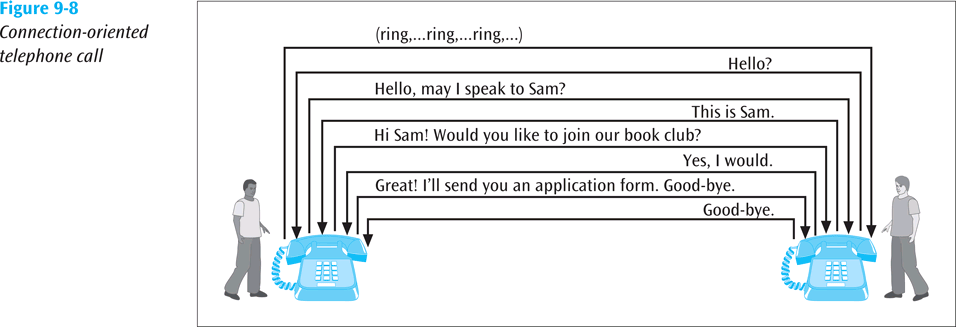 Figure 9-8
Connection-oriented
telephone call
(ring,...ring,...ring,...)
Hello?
Hello, may I speak to Sam?
This is Sam.
Hi Sam! Would you like to join our book club?
Yes, I would.
Great! I'll send you an application form. Good-bye.
Good-bye.